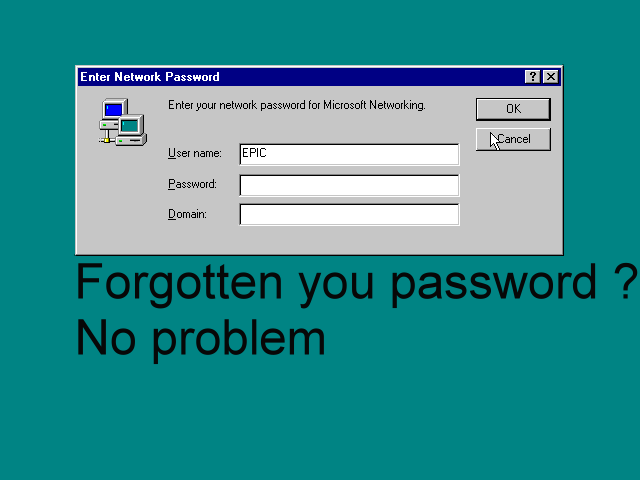 Enter Network Password
Enter your network password for Microsoft Networking.
OK
Cancel
User name: EPIC
Password:
Domain:
Forgotten you password ?
No problem